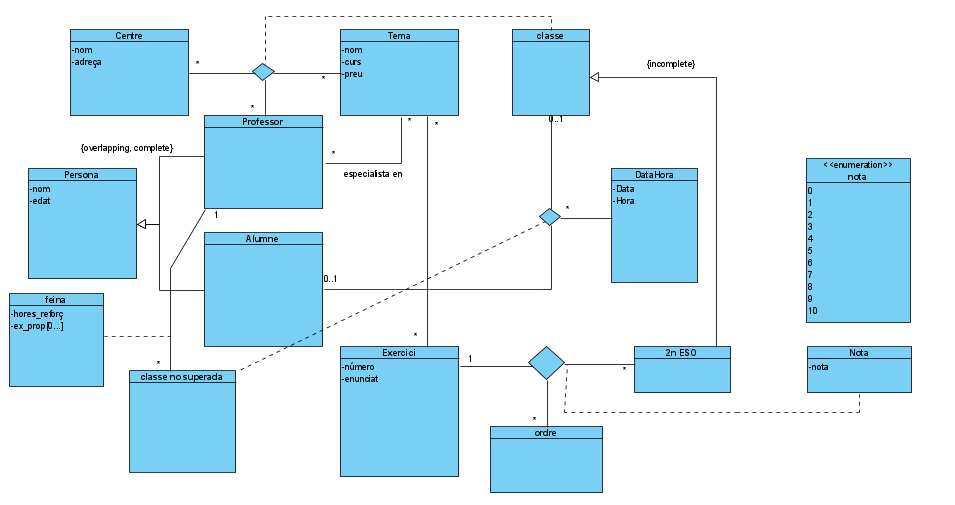 Centre
-nom
-adreça
*
*
*
Tema
-nom
-curs
-preu
*
*
classe
{incomplete}
0..1
Professor
*
especialista en
{overlapping, complete}
1
Persona
-nom
-edat
DataHora
-Data
-Hora
*
<<enumeration>>
nota
0
1
2
3
4
5
6
7
8
9
10
Alumne
0..1
feina
-hores_reforç
-ex_prop[0...]
*
classe no superada
*
Exercici
-número
-enunciat
1
*
*
2n ESO
Nota
-nota
ordre